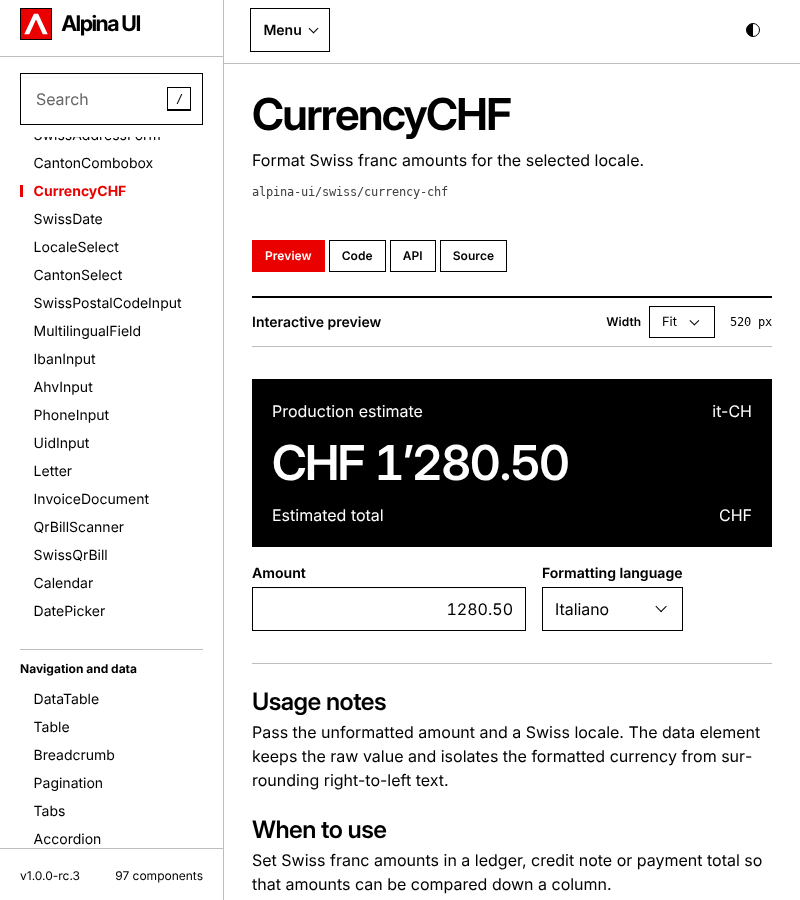 Alpina UI
Search
/
SwissAddressForm
CantonCombobox
CurrencyCHF
SwissDate
LocaleSelect
CantonSelect
SwissPostalCodeInput
MultilingualField
IbanInput
AhvInput
PhoneInput
UidInput
Letter
InvoiceDocument
QrBillScanner
SwissQrBill
Calendar
DatePicker
Navigation and data
DataTable
Table
Breadcrumb
Pagination
Tabs
Accordion
v1.0.0-rc.3 97 components
Menu
CurrencyCHF
Format Swiss franc amounts for the selected locale.
alpina-ui/swiss/currency-chf
Preview Code API Source
Interactive preview Width Fit 520 px
Production estimate it-CH
CHF 1’280.50
Estimated total CHF
Amount Formatting language
1280.50 Italiano
Usage notes
Pass the unformatted amount and a Swiss locale. The data element
keeps the raw value and isolates the formatted currency from sur-
rounding right-to-left text.
When to use
Set Swiss franc amounts in a ledger, credit note or payment total so
that amounts can be compared down a column.